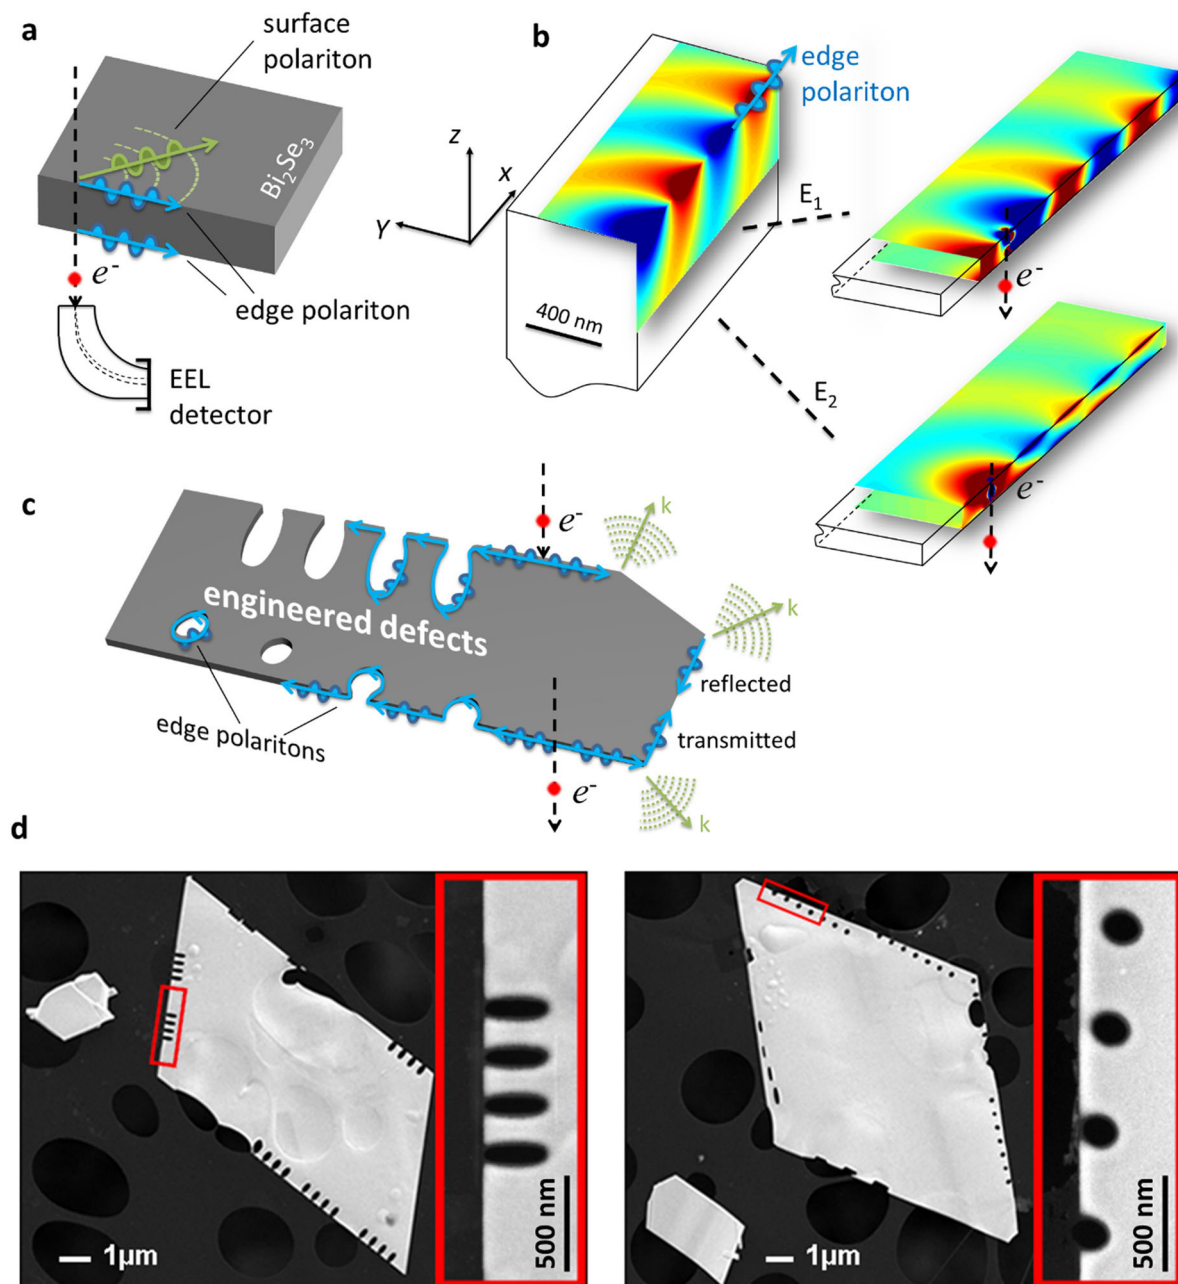 a
surface
polariton
Bi₂Se₃
e⁻
edge polariton
EEL
detector
b
edge
polariton
z
x
Y
400 nm
E₁
e⁻
E₂
e⁻
c
e⁻
k
k
engineered defects
reflected
edge polaritons
transmitted
e⁻
k
d
1μm
500 nm
1μm
500 nm